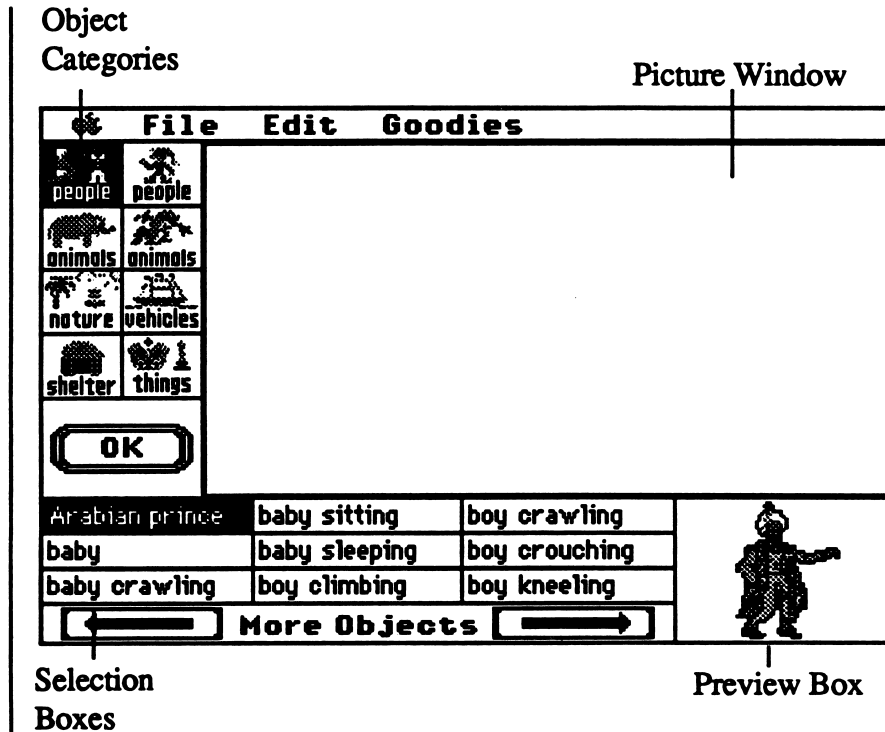 Object
Categories
Picture Window
File Edit Goodies
people people
animals animals
nature vehicles
shelter things
OK
Arabian prince baby sitting boy crawling
baby baby sleeping boy crouching
baby crawling boy climbing boy kneeling
More Objects
Selection
Boxes
Preview Box